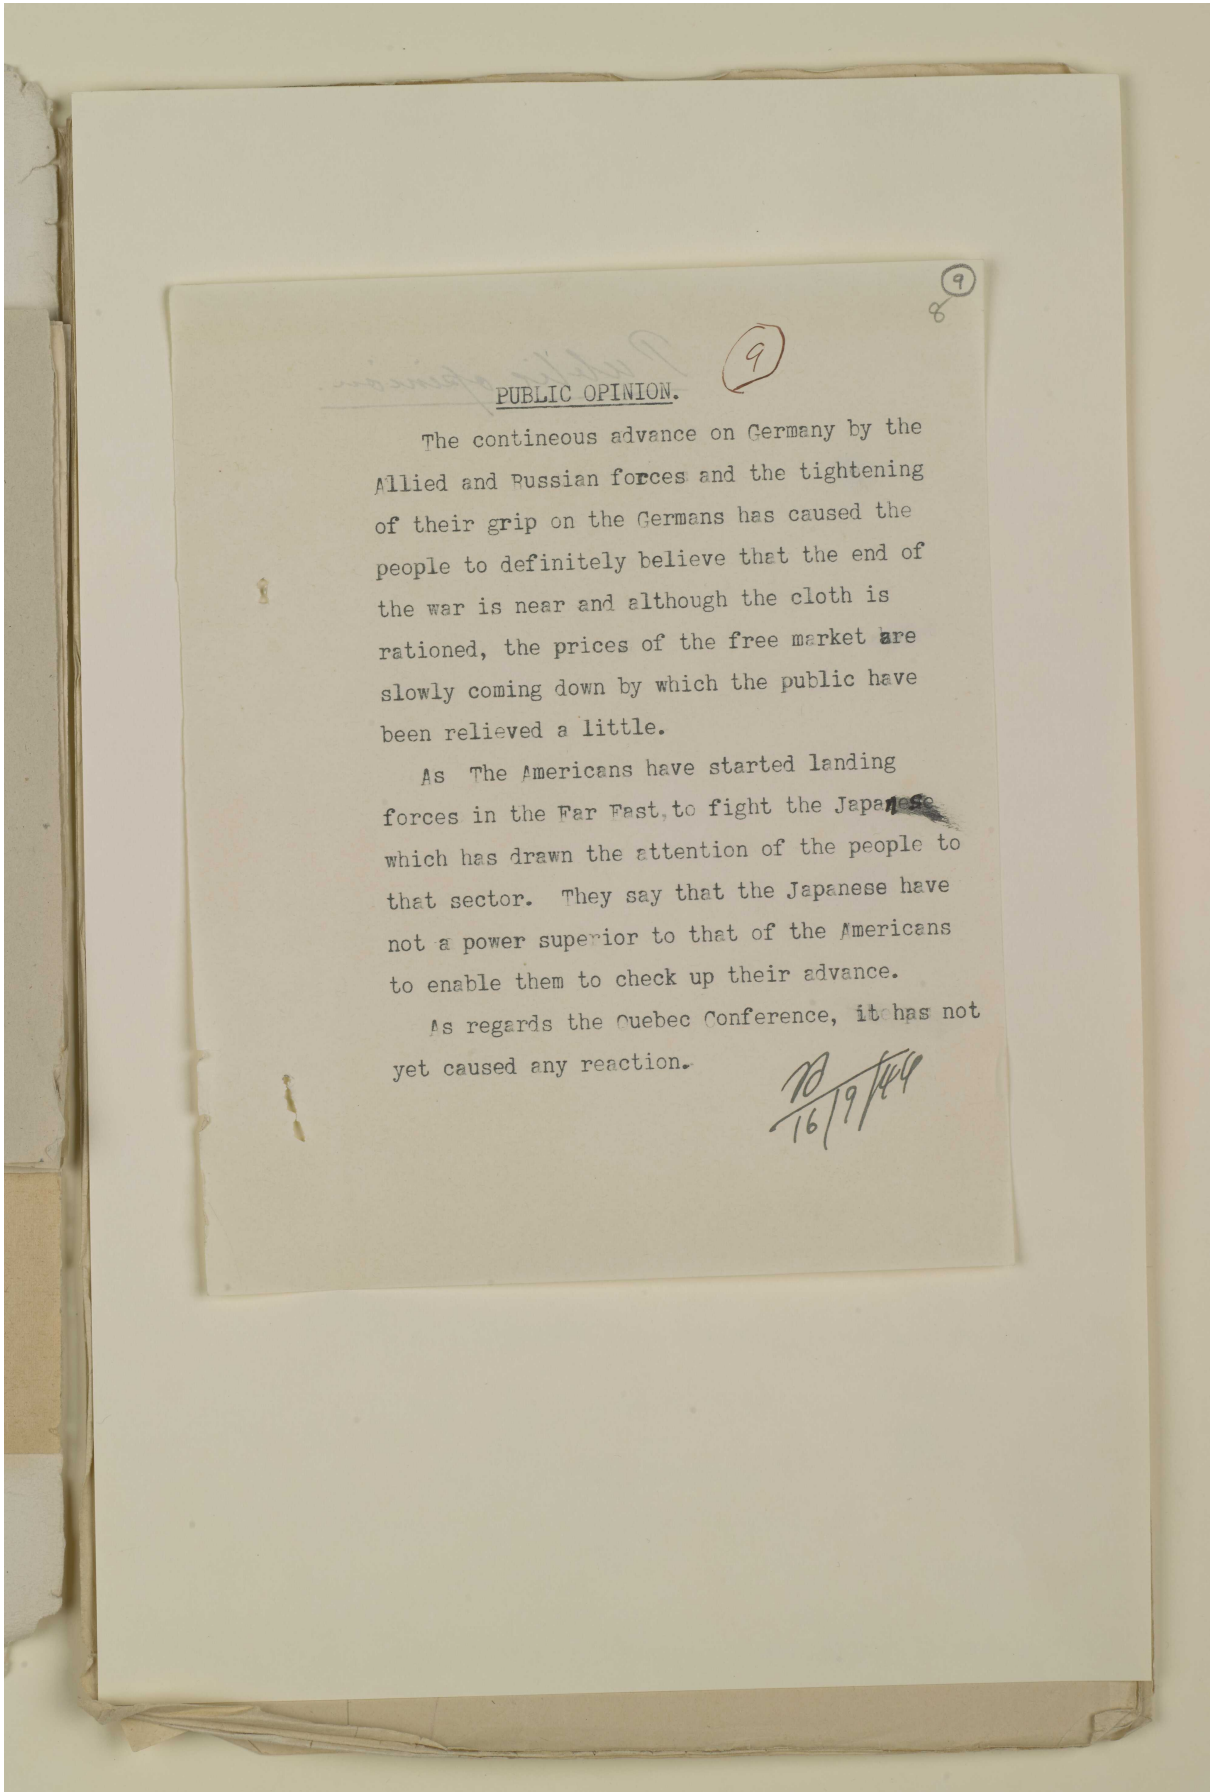 9
8
9
PUBLIC OPINION.
The contineous advance on Germany by the
Allied and Russian forces and the tightening
of their grip on the Germans has caused the
people to definitely believe that the end of
the war is near and although the cloth is
rationed, the prices of the free market are
slowly coming down by which the public have
been relieved a little.
As The Americans have started landing
forces in the Far East, to fight the Japanese
which has drawn the attention of the people to
that sector. They say that the Japanese have
not a power superior to that of the Americans
to enable them to check up their advance.
As regards the Quebec Conference, it has not
yet caused any reaction.
16/9/44